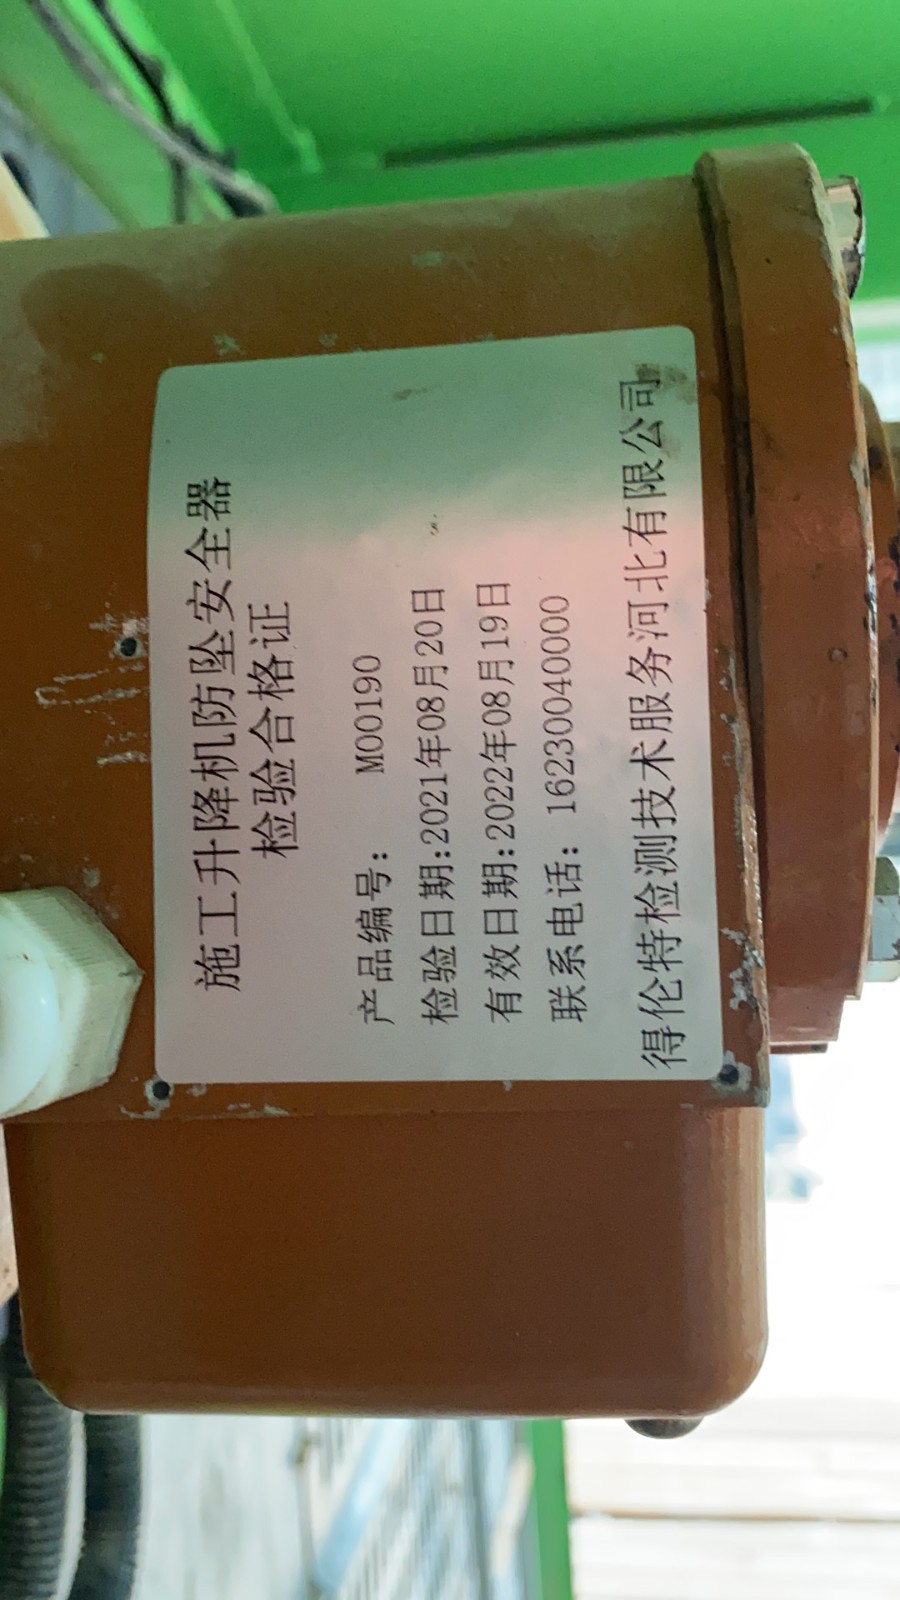 施工升降机防坠安全器
检验合格证
产品编号: M00190
检验日期:2021年08月20日
有效日期:2022年08月19日
联系电话: 16230040000
得伦特检测技术服务河北有限公司